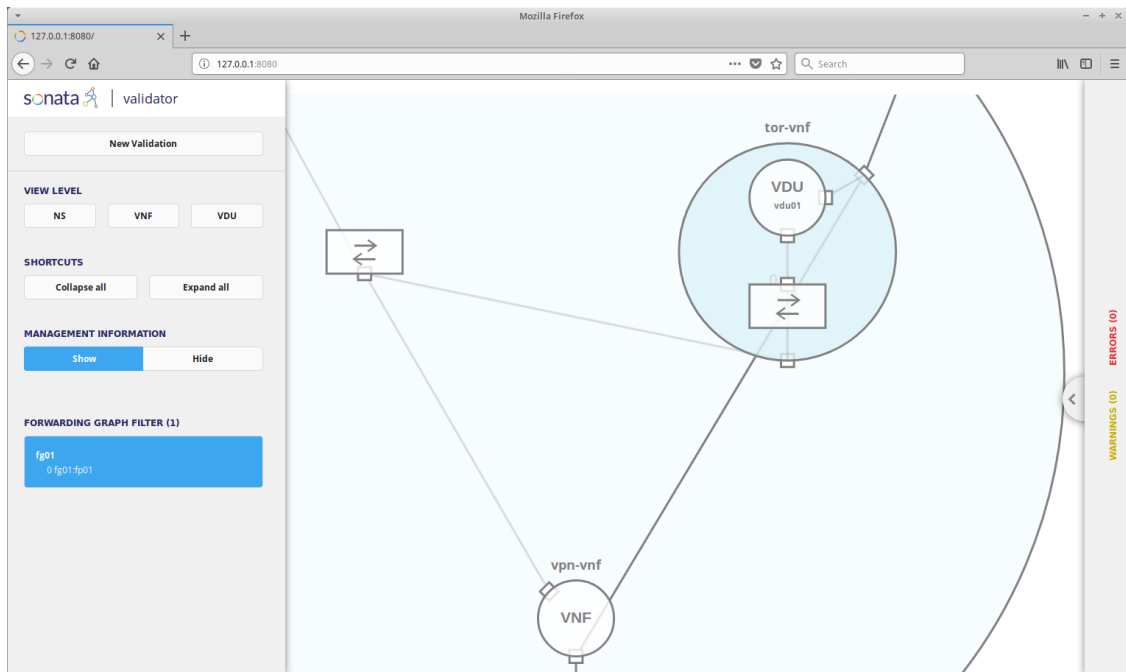 Mozilla Firefox
127.0.0.1:8080/
127.0.0.1:8080
Search
sonata validator
New Validation
VIEW LEVEL
NS VNF VDU
SHORTCUTS
Collapse all Expand all
MANAGEMENT INFORMATION
Show Hide
FORWARDING GRAPH FILTER (1)
fg01
0 fg01:fp01
tor-vnf
VDU
vdu01
0
vpn-vnf
VNF
ERRORS (0)
WARNINGS (0)